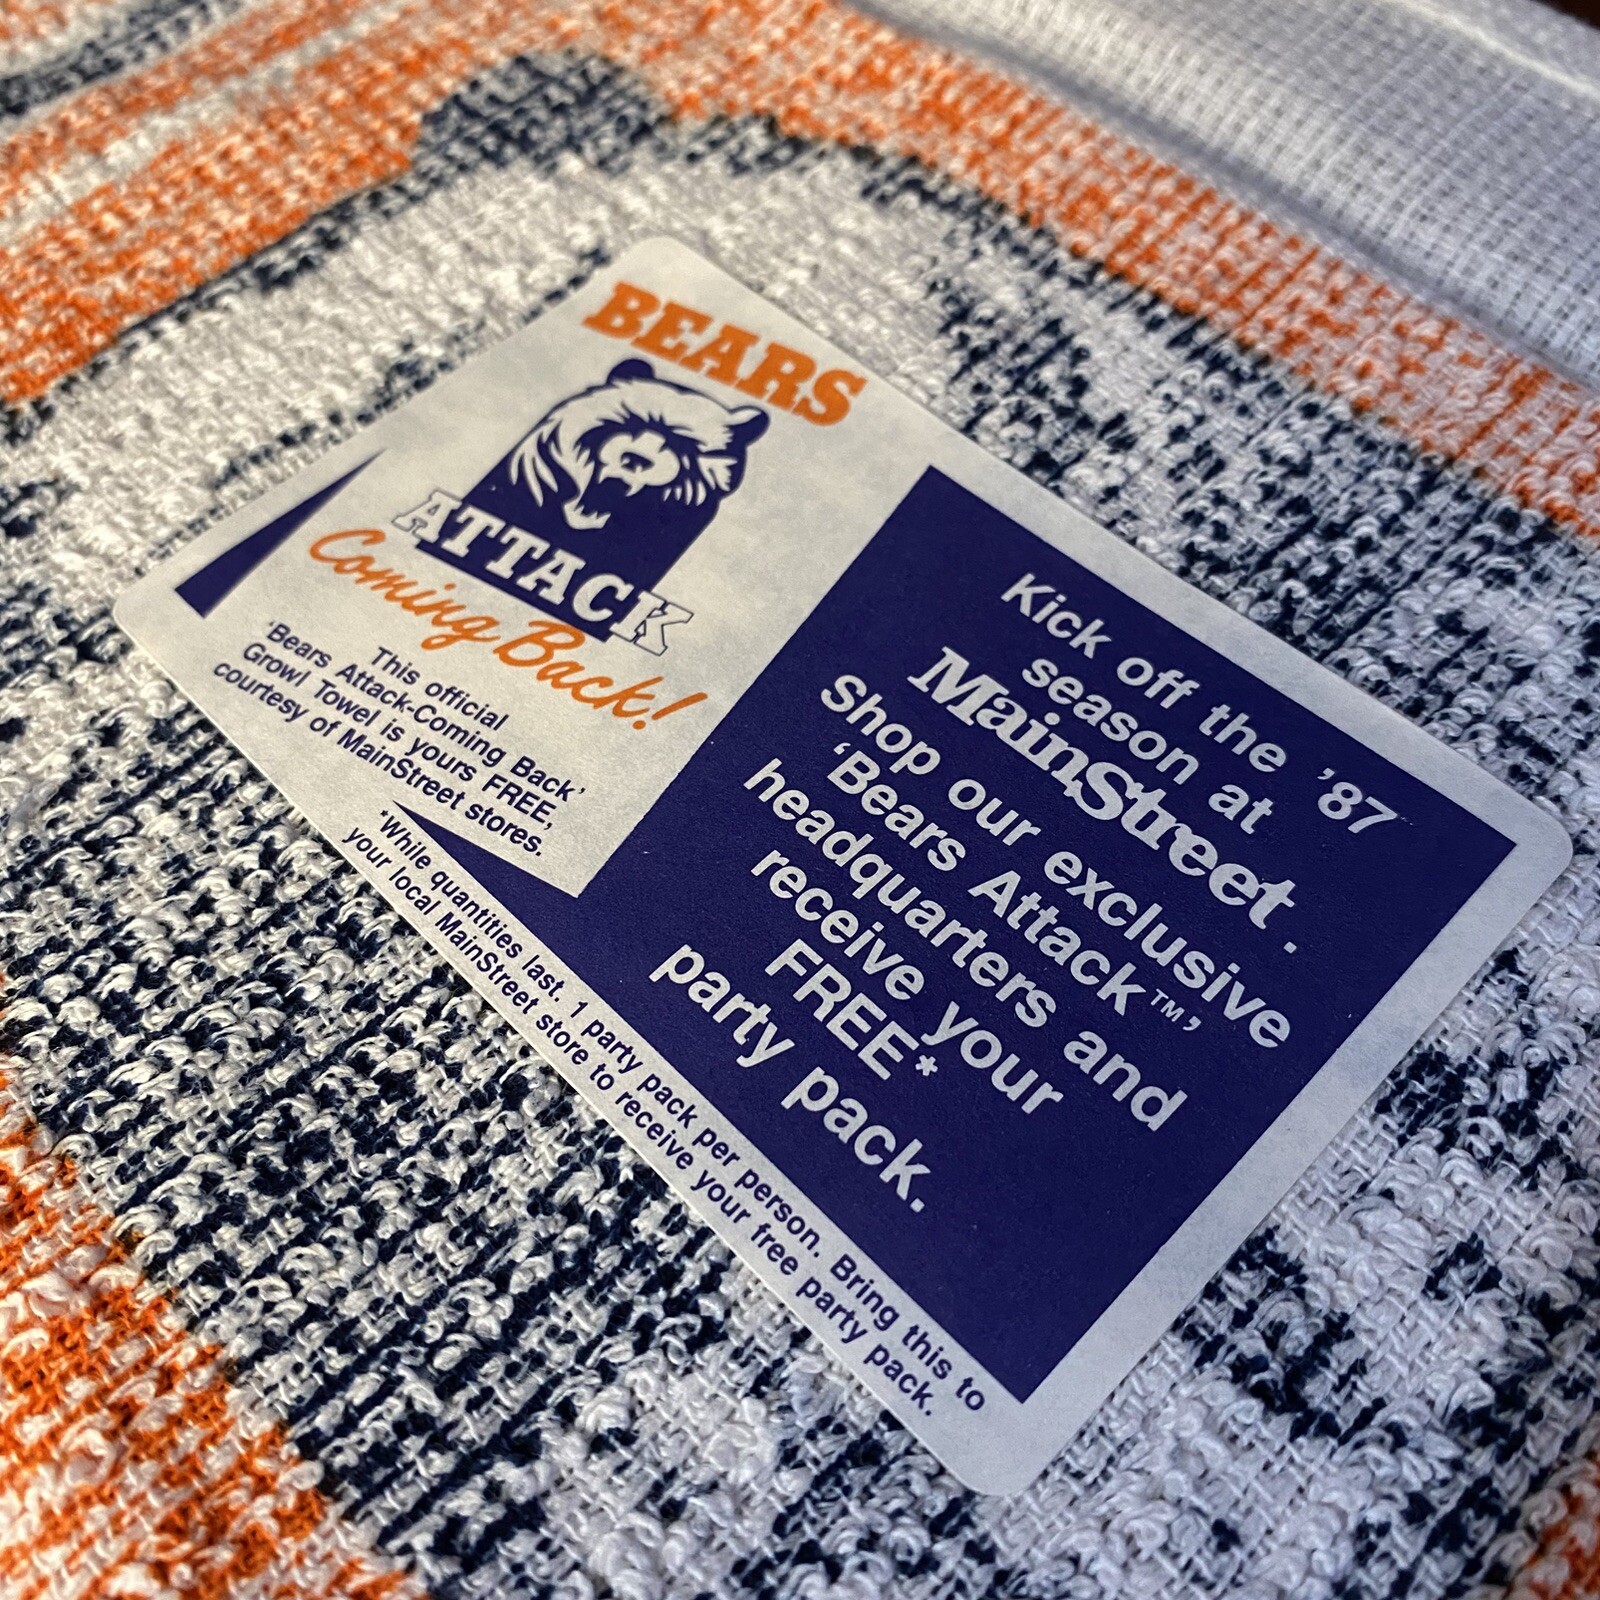 BEARS
ATTACK
Coming Back!
This official
'Bears Attack-Coming Back'
Growl Towel is yours FREE,
courtesy of MainStreet stores.
Kick off the '87
season at
MainStreet.
Shop our exclusive
'Bears Attack™'
headquarters and
receive your
FREE*
party pack.
*While quantities last. 1 party pack per person. Bring this to
your local MainStreet store to receive your free party pack.